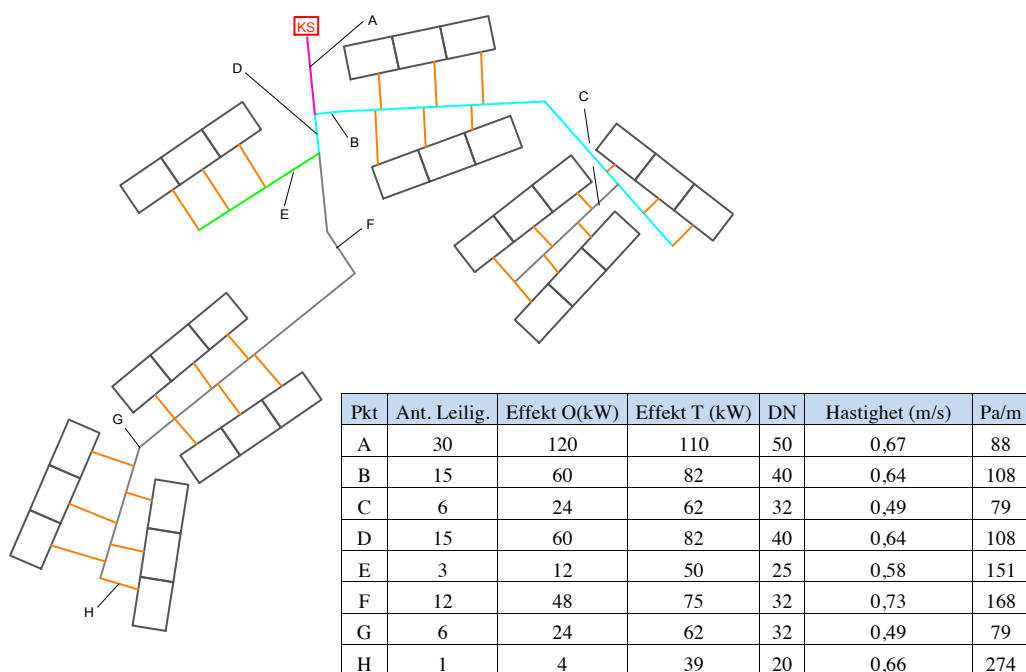 KS
A
D
C
B
E
F
G
H
Pkt Ant. Leilig. Effekt O(kW) Effekt T (kW) DN Hastighet (m/s) Pa/m
A 30 120 110 50 0,67 88
B 15 60 82 40 0,64 108
C 6 24 62 32 0,49 79
D 15 60 82 40 0,64 108
E 3 12 50 25 0,58 151
F 12 48 75 32 0,73 168
G 6 24 62 32 0,49 79
H 1 4 39 20 0,66 274